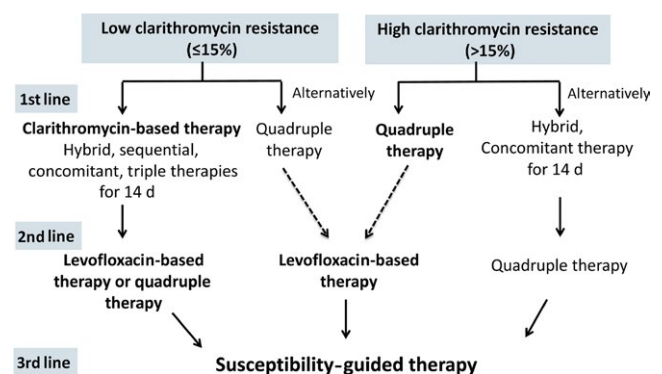 Low clarithromycin resistance
(≤15%)
High clarithromycin resistance
(>15%)
1st line
Alternatively
Alternatively
Clarithromycin-based therapy
Hybrid, sequential,
concomitant, triple therapies
for 14 d
Quadruple
therapy
Quadruple
therapy
Hybrid,
Concomitant therapy
for 14 d
2nd line
Levofloxacin-based
therapy or quadruple
therapy
Levofloxacin-based
therapy
Quadruple therapy
3rd line
Susceptibility-guided therapy